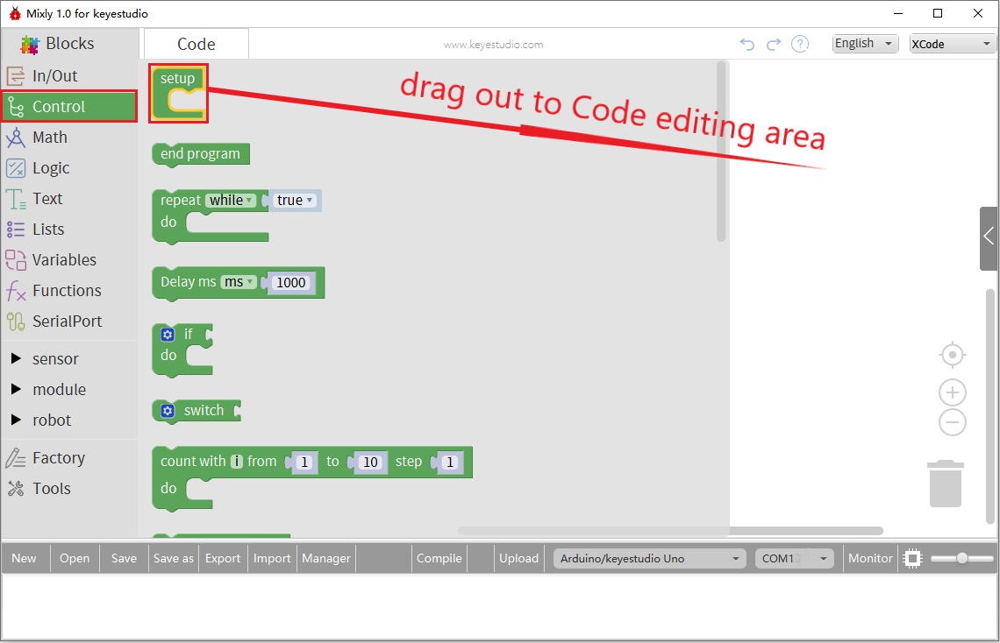 Mixly 1.0 for keyestudio
Blocks
Code
www.keyestudio.com
English
XCode
In/Out
Control
Math
Logic
Text
Lists
Variables
Functions
SerialPort
sensor
module
robot
Factory
Tools
setup
drag out to Code editing area
end program
repeat while true
do
Delay ms ms 1000
if
do
switch
count with i from 1 to 10 step 1
do
New Open Save Save as Export Import Manager Compile Upload Arduino/keyestudio Uno Monitor